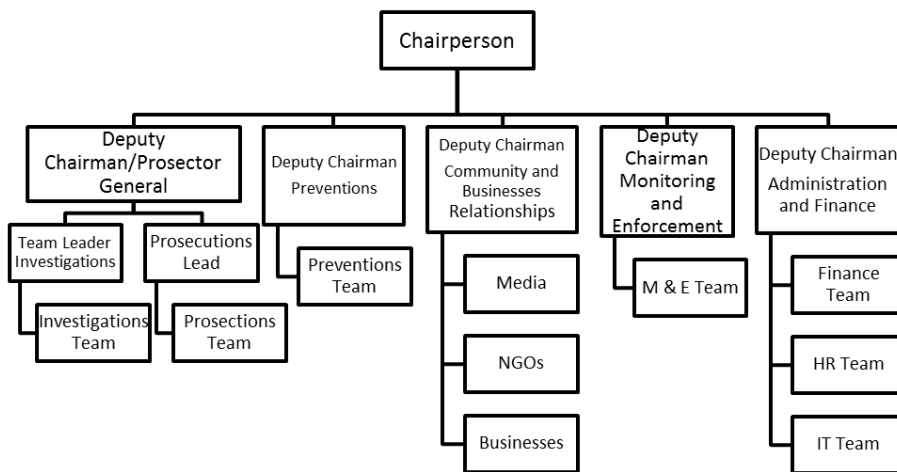 Chairperson
Deputy
Chairman/Prosector
General
Deputy Chairman
Preventions
Deputy Chairman
Community and
Businesses
Relationships
Deputy
Chairman
Monitoring
and
Enforcement
Deputy Chairman
Administration
and Finance
Team Leader
Investigations
Prosecutions
Lead
Investigations
Team
Prosections
Team
Preventions
Team
Media
NGOs
Businesses
M & E Team
Finance
Team
HR Team
IT Team